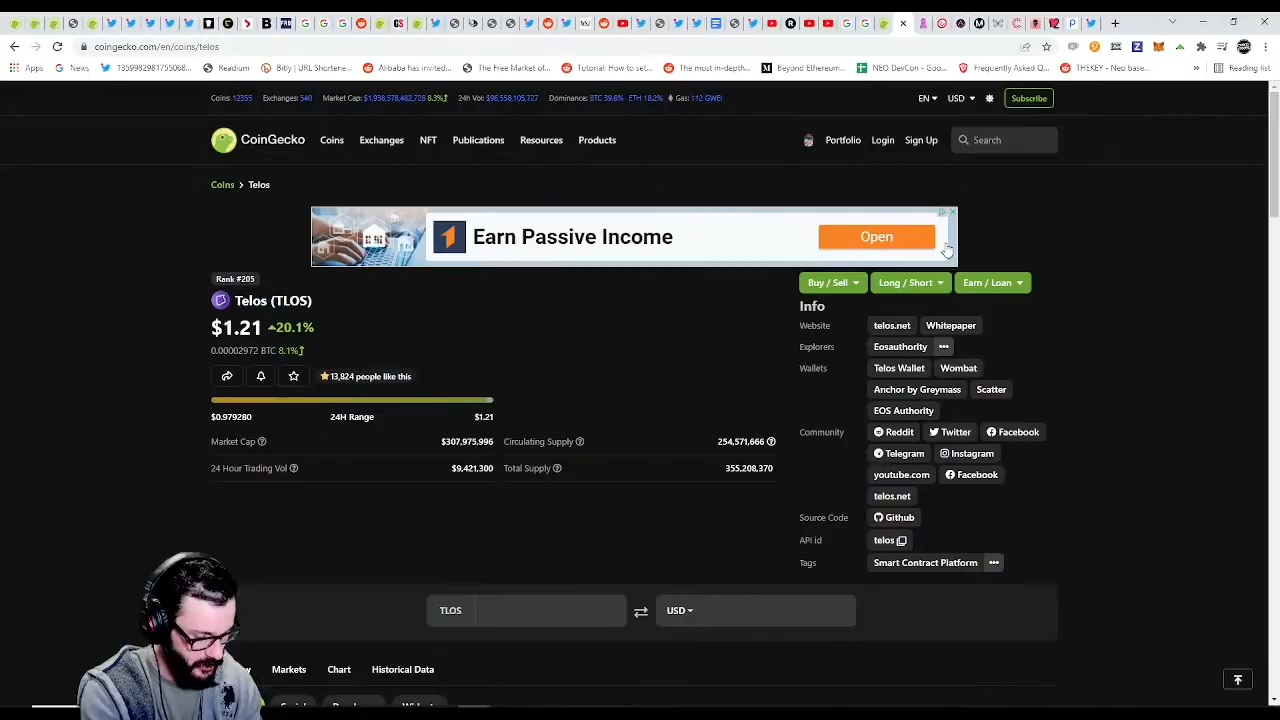 coingecko.com/en/coins/telos
Apps News 1359982981755068... Readium Bitly | URL Shortene... Alibaba has invested... The Free Market of... Tutorial: How to set... The most in-depth... Beyond Ethereum... NEO DevCon - Goo... Frequently Asked Q... THEKEY - Neo base... » Reading list
Coins: 12355 Exchanges: 540 Market Cap: $1,938,578,482,728 8.3% 24h Vol: $96,558,105,727 Dominance: BTC 39.8% ETH 18.2% Gas: 112 GWEI EN USD Subscribe
CoinGecko Coins Exchanges NFT Publications Resources Products Portfolio Login Sign Up Search
Coins > Telos
Earn Passive Income Open
Rank #205
Telos (TLOS)
$1.21 20.1%
0.00002972 BTC 8.1%
13,824 people like this
$0.979280 24H Range $1.21
Market Cap $307,975,996 Circulating Supply 254,571,666
24 Hour Trading Vol $9,421,300 Total Supply 355,208,370
Buy / Sell Long / Short Earn / Loan
Info
Website telos.net Whitepaper
Explorers Eosauthority •••
Wallets Telos Wallet Wombat
Anchor by Greymass Scatter
EOS Authority
Community Reddit Twitter Facebook
Telegram Instagram
youtube.com Facebook
telos.net
Source Code Github
API id telos
Tags Smart Contract Platform •••
TLOS USD
Markets Chart Historical Data